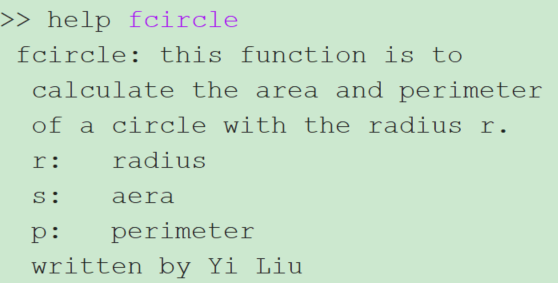 >> help fcircle
fcircle: this function is to
calculate the area and perimeter
of a circle with the radius r.
r: radius
s: aera
p: perimeter
written by Yi Liu